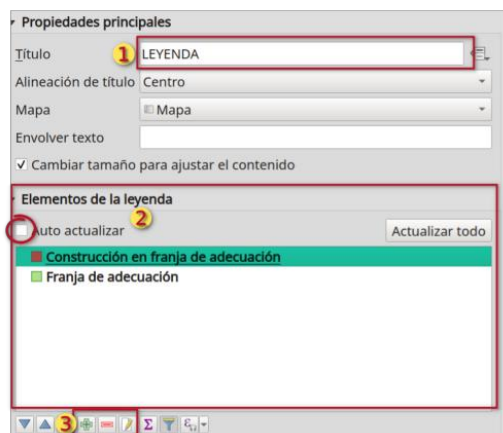 Propiedades principales
Título 1 LEYENDA
Alineación de título Centro
Mapa Mapa
Envolver texto
Cambiar tamaño para ajustar el contenido
Elementos de la leyenda
Auto actualizar 2 Actualizar todo
Construcción en franja de adecuación
Franja de adecuación
3 Σ ε